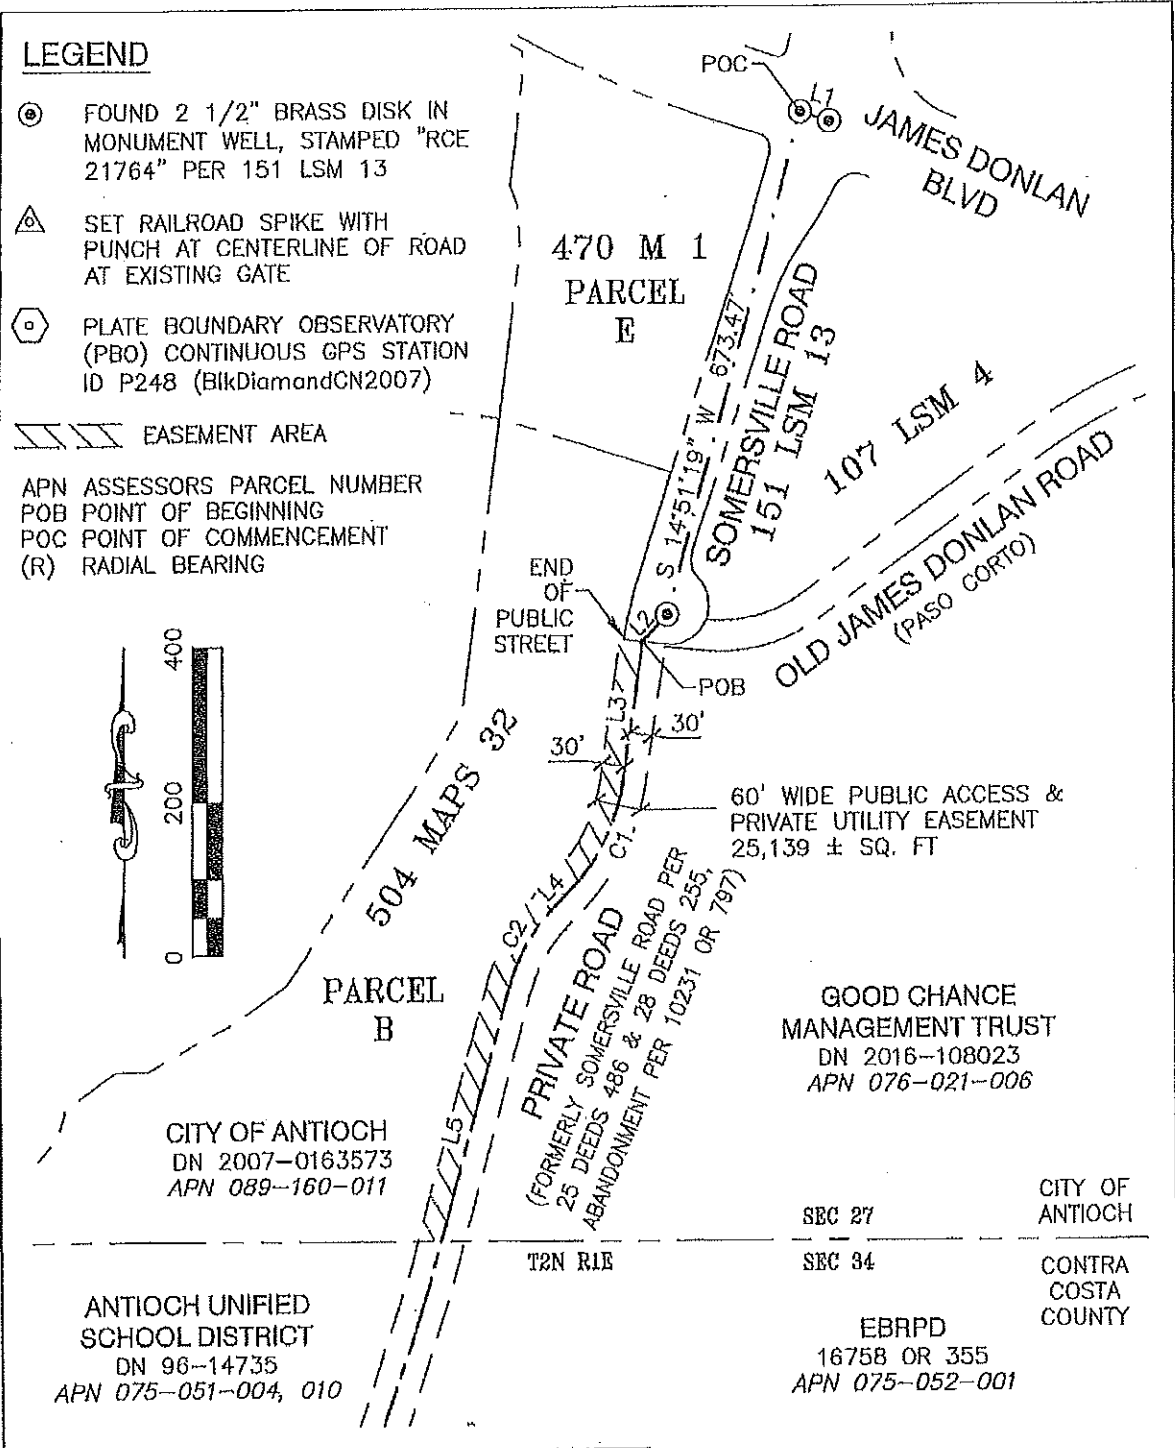 LEGEND
FOUND 2 1/2" BRASS DISK IN
MONUMENT WELL, STAMPED "RCE
21764" PER 151 LSM 13
SET RAILROAD SPIKE WITH
PUNCH AT CENTERLINE OF ROAD
AT EXISTING GATE
PLATE BOUNDARY OBSERVATORY
(PBO) CONTINUOUS GPS STATION
ID P248 (BlkDiamondCN2007)
EASEMENT AREA
APN ASSESSORS PARCEL NUMBER
POB POINT OF BEGINNING
POC POINT OF COMMENCEMENT
(R) RADIAL BEARING
POC
L1
JAMES DONLAN
BLVD
470 M 1
PARCEL
E
S 14°51'19" W 673.47'
SOMERSVILLE ROAD
151 LSM 13
107 LSM 4
OLD JAMES DONLAN ROAD
(PASO CORTO)
END
OF
PUBLIC
STREET
L2
POB
L3
30'
30'
400
200
0
504 MAPS 32
60' WIDE PUBLIC ACCESS &
PRIVATE UTILITY EASEMENT
25,139 ± SQ. FT
C1
L4
C2
L5
PARCEL
B
PRIVATE ROAD
(FORMERLY SOMERSVILLE ROAD PER
25 DEEDS 486 & 28 DEEDS 255,
ABANDONMENT PER 10231 OR 797)
GOOD CHANCE
MANAGEMENT TRUST
DN 2016-108023
APN 076-021-006
CITY OF ANTIOCH
DN 2007-0163573
APN 089-160-011
CITY OF
ANTIOCH
SEC 27
T2N R1E
SEC 34
CONTRA
COSTA
COUNTY
ANTIOCH UNIFIED
SCHOOL DISTRICT
DN 96-14735
APN 075-051-004, 010
EBRPD
16758 OR 355
APN 075-052-001